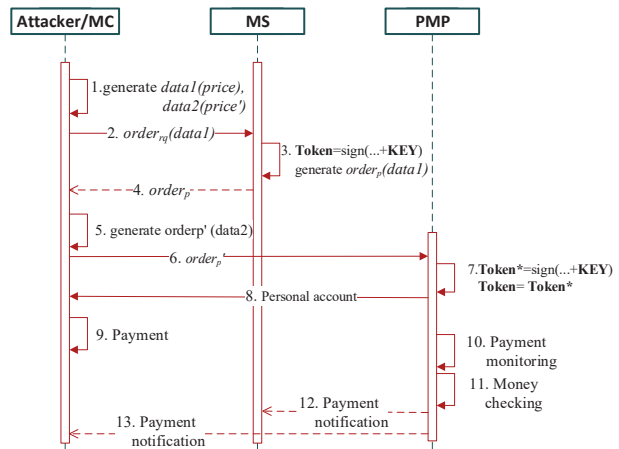 Attacker/MC
MS
PMP
1.generate data1(price),
data2(price')
2. order_rq(data1)
3. Token=sign(...+KEY)
generate order_p(data1)
4. order_p
5. generate orderp' (data2)
6. order_p'
7.Token*=sign(...+KEY)
Token= Token*
8. Personal account
9. Payment
10. Payment
monitoring
11. Money
checking
12. Payment
notification
13. Payment
notification